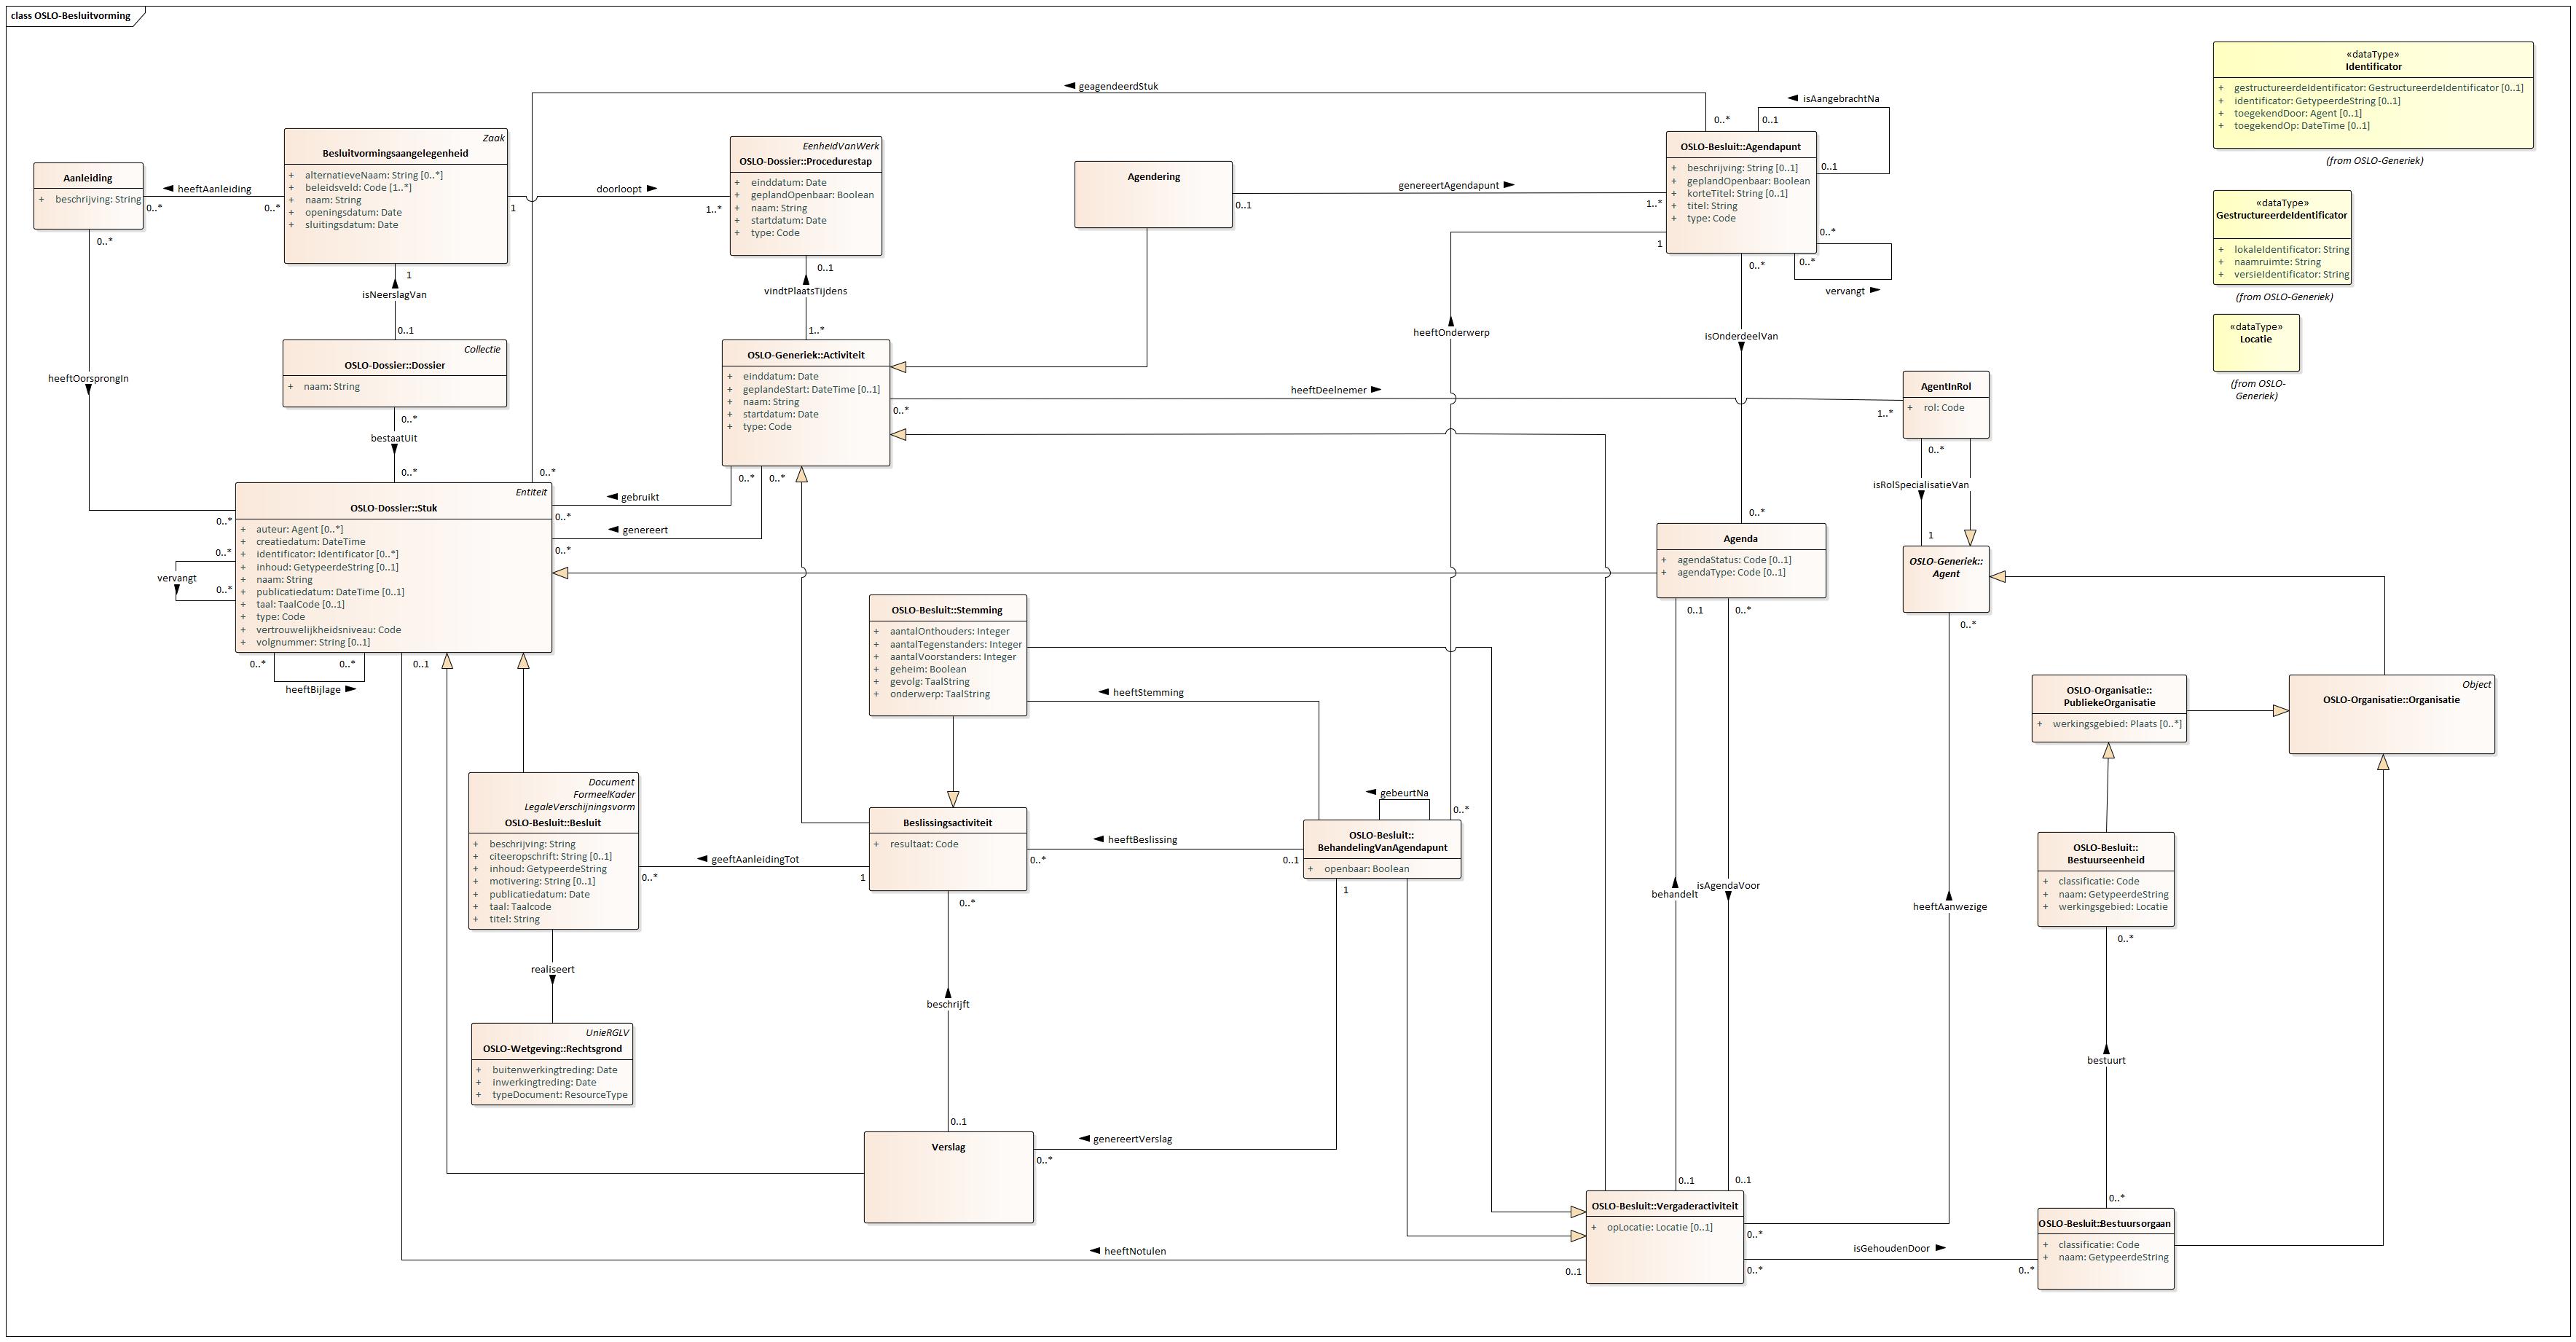 class OSLO-Besluitvorming
«dataType»
Identificator
+ gestructureerdeIdentificator: GestructureerdeIdentificator [0..1]
+ identificator: GetypeerdeString [0..1]
+ toegekendDoor: Agent [0..1]
+ toegekendOp: DateTime [0..1]
(from OSLO-Generiek)
«dataType»
GestructureerdeIdentificator
+ lokaleIdentificator: String
+ naamruimte: String
+ versieIdentificator: String
(from OSLO-Generiek)
«dataType»
Locatie
(from OSLO-
Generiek)
geagendeerdStuk
0..*
0..*
isAangebrachtNa
0..1
0..1
Aanleiding
+ beschrijving: String
0..*
heeftAanleiding
0..*
0..*
Zaak
Besluitvormingsaangelegenheid
+ alternatieveNaam: String [0..*]
+ beleidsveld: Code [1..*]
+ naam: String
+ openingsdatum: Date
+ sluitingsdatum: Date
1
doorloopt
1..*
EenheidVanWerk
OSLO-Dossier::Procedurestap
+ einddatum: Date
+ geplandOpenbaar: Boolean
+ naam: String
+ startdatum: Date
+ type: Code
Agendering
0..1
genereertAgendapunt
1..*
OSLO-Besluit::Agendapunt
+ beschrijving: String [0..1]
+ geplandOpenbaar: Boolean
+ korteTitel: String [0..1]
+ titel: String
+ type: Code
0..*
0..*
vervangt
1
0..*
1
isNeerslagVan
0..1
0..1
vindtPlaatsTijdens
1..*
heeftOnderwerp
isOnderdeelVan
0..*
Collectie
OSLO-Dossier::Dossier
+ naam: String
0..*
bestaatUit
0..*
heeftOorsprongIn
0..*
OSLO-Generiek::Activiteit
+ einddatum: Date
+ geplandeStart: DateTime [0..1]
+ naam: String
+ startdatum: Date
+ type: Code
0..*
heeftDeelnemer
1..*
AgentInRol
+ rol: Code
0..*
isRolSpecialisatieVan
1
0..*
0..*
gebruikt
0..*
genereert
0..*
Entiteit
OSLO-Dossier::Stuk
+ auteur: Agent [0..*]
+ creatiedatum: DateTime
+ identificator: Identificator [0..*]
+ inhoud: GetypeerdeString [0..1]
+ naam: String
+ publicatiedatum: DateTime [0..1]
+ taal: TaalCode [0..1]
+ type: Code
+ vertrouwelijkheidsniveau: Code
+ volgnummer: String [0..1]
0..*
vervangt
0..*
0..*
0..*
heeftBijlage
0..1
Agenda
+ agendaStatus: Code [0..1]
+ agendaType: Code [0..1]
0..1
0..*
OSLO-Generiek::
Agent
0..*
OSLO-Besluit::Stemming
+ aantalOnthouders: Integer
+ aantalTegenstanders: Integer
+ aantalVoorstanders: Integer
+ geheim: Boolean
+ gevolg: TaalString
+ onderwerp: TaalString
heeftStemming
OSLO-Organisatie::
PubliekeOrganisatie
+ werkingsgebied: Plaats [0..*]
Object
OSLO-Organisatie::Organisatie
Document
FormeelKader
LegaleVerschijningsvorm
OSLO-Besluit::Besluit
+ beschrijving: String
+ citeeropschrift: String [0..1]
+ inhoud: GetypeerdeString
+ motivering: String [0..1]
+ publicatiedatum: Date
+ taal: Taalcode
+ titel: String
0..*
geeftAanleidingTot
1
Beslissingsactiviteit
+ resultaat: Code
0..*
heeftBeslissing
0..1
gebeurtNa
0..*
OSLO-Besluit::
BehandelingVanAgendapunt
+ openbaar: Boolean
1
0..*
behandelt
isAgendaVoor
heeftAanwezige
OSLO-Besluit::
Bestuurseenheid
+ classificatie: Code
+ naam: GetypeerdeString
+ werkingsgebied: Locatie
0..*
realiseert
beschrijft
bestuurt
UnieRGLV
OSLO-Wetgeving::Rechtsgrond
+ buitenwerkingtreding: Date
+ inwerkingtreding: Date
+ typeDocument: ResourceType
0..1
Verslag
genereertVerslag
0..*
0..1
0..1
0..*
OSLO-Besluit::Vergaderactiviteit
+ opLocatie: Locatie [0..1]
0..*
isGehoudenDoor
0..*
0..*
OSLO-Besluit::Bestuursorgaan
+ classificatie: Code
+ naam: GetypeerdeString
heeftNotulen
0..1